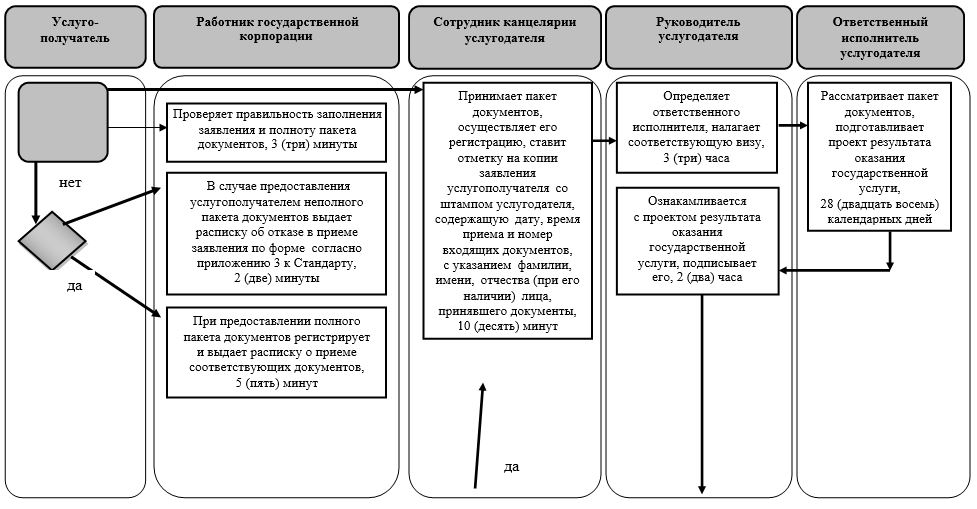 Услуго-
получатель
Работник государственной
корпорации
Сотрудник канцелярии
услугодателя
Руководитель
услугодателя
Ответственный
исполнитель
услугодателя
Проверяет правильность заполнения
заявления и полноту пакета
документов, 3 (три) минуты
нет
В случае предоставления
услугополучателем неполного
пакета документов выдает
расписку об отказе в приеме
заявления по форме согласно
приложению 3 к Стандарту,
2 (две) минуты
да
При предоставлении полного
пакета документов регистрирует
и выдает расписку о приеме
соответствующих документов,
5 (пять) минут
Принимает пакет
документов,
осуществляет его
регистрацию, ставит
отметку на копии
заявления
услугополучателя со
штампом услугодателя,
содержащую дату, время
приема и номер
входящих документов,
с указанием фамилии,
имени, отчества (при его
наличии) лица,
принявшего документы,
10 (десять) минут
да
Определяет
ответственного
исполнителя, налагает
соответствующую визу,
3 (три) часа
Ознакамливается
с проектом результата
оказания
государственной
услуги, подписывает
его, 2 (два) часа
Рассматривает пакет
документов,
подготавливает
проект результата
оказания
государственной
услуги,
28 (двадцать восемь)
календарных дней